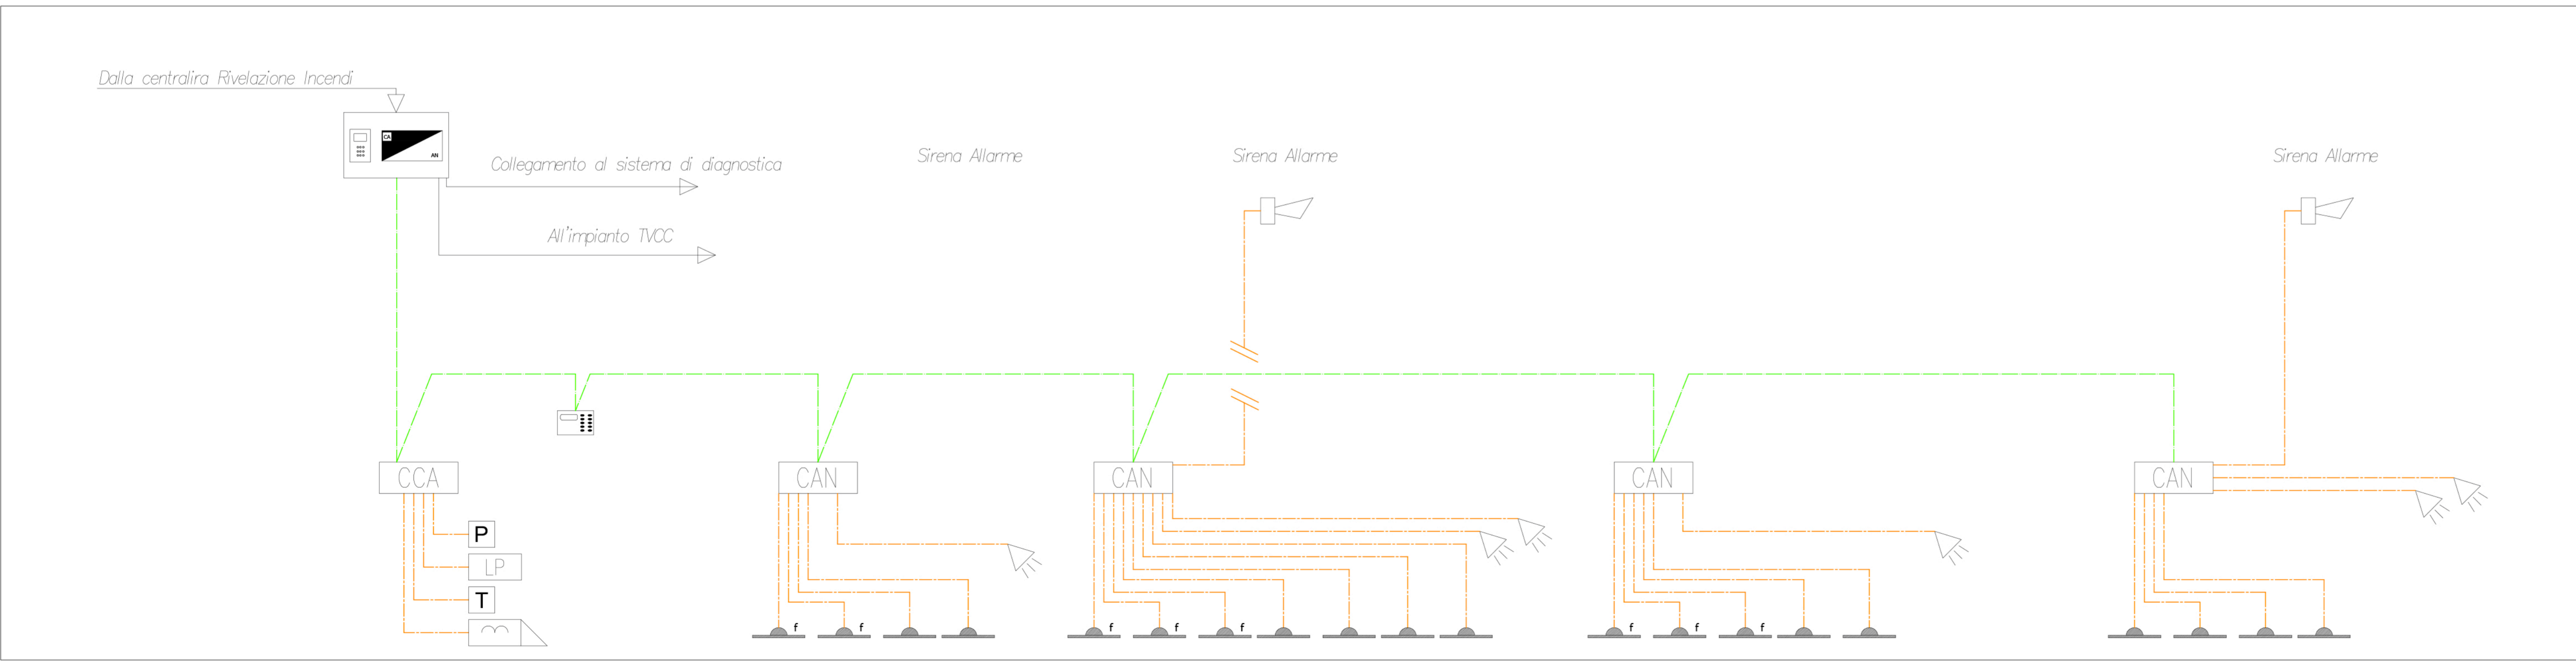 Dalla centralira Rivelazione Incendi
CA
AN
Collegamento al sistema di diagnostica
All'impianto TVCC
Sirena Allarme
Sirena Allarme
Sirena Allarme
CCA
CAN
CAN
CAN
CAN
P
LP
T
f
f
f
f
f
f
f
f